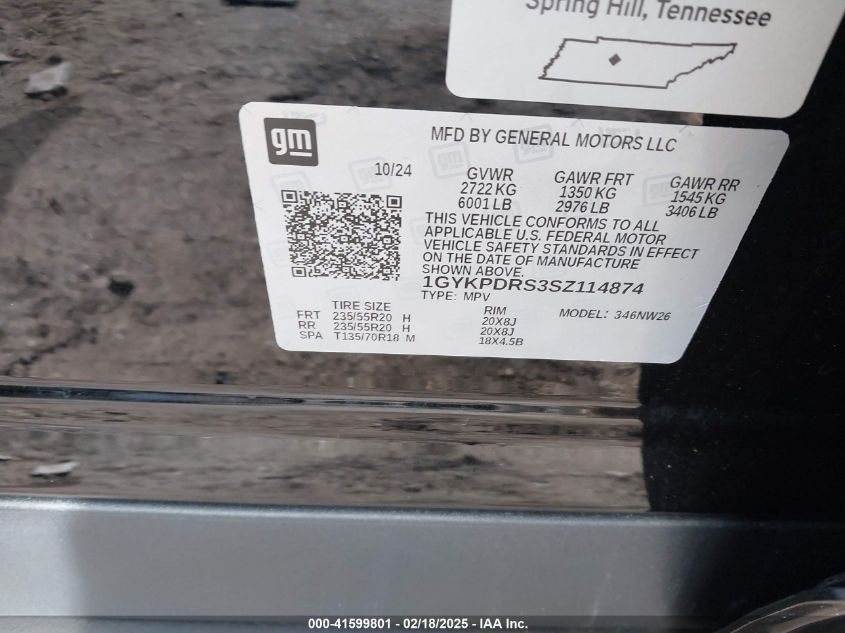 Spring Hill, Tennessee
gm
MFD BY GENERAL MOTORS LLC
10/24
GVWR
2722 KG
6001 LB
GAWR FRT
1350 KG
2976 LB
GAWR RR
1545 KG
3406 LB
THIS VEHICLE CONFORMS TO ALL
APPLICABLE U.S. FEDERAL MOTOR
VEHICLE SAFETY STANDARDS IN EFFECT
ON THE DATE OF MANUFACTURE
SHOWN ABOVE.
1GYKPDRS3SZ114874
TYPE: MPV
MODEL: 346NW26
TIRE SIZE
RIM
FRT 235/55R20 H 20X8J
RR 235/55R20 H 20X8J
SPA T135/70R18 M 18X4.5B
000-41599801 - 02/18/2025 - IAA Inc.